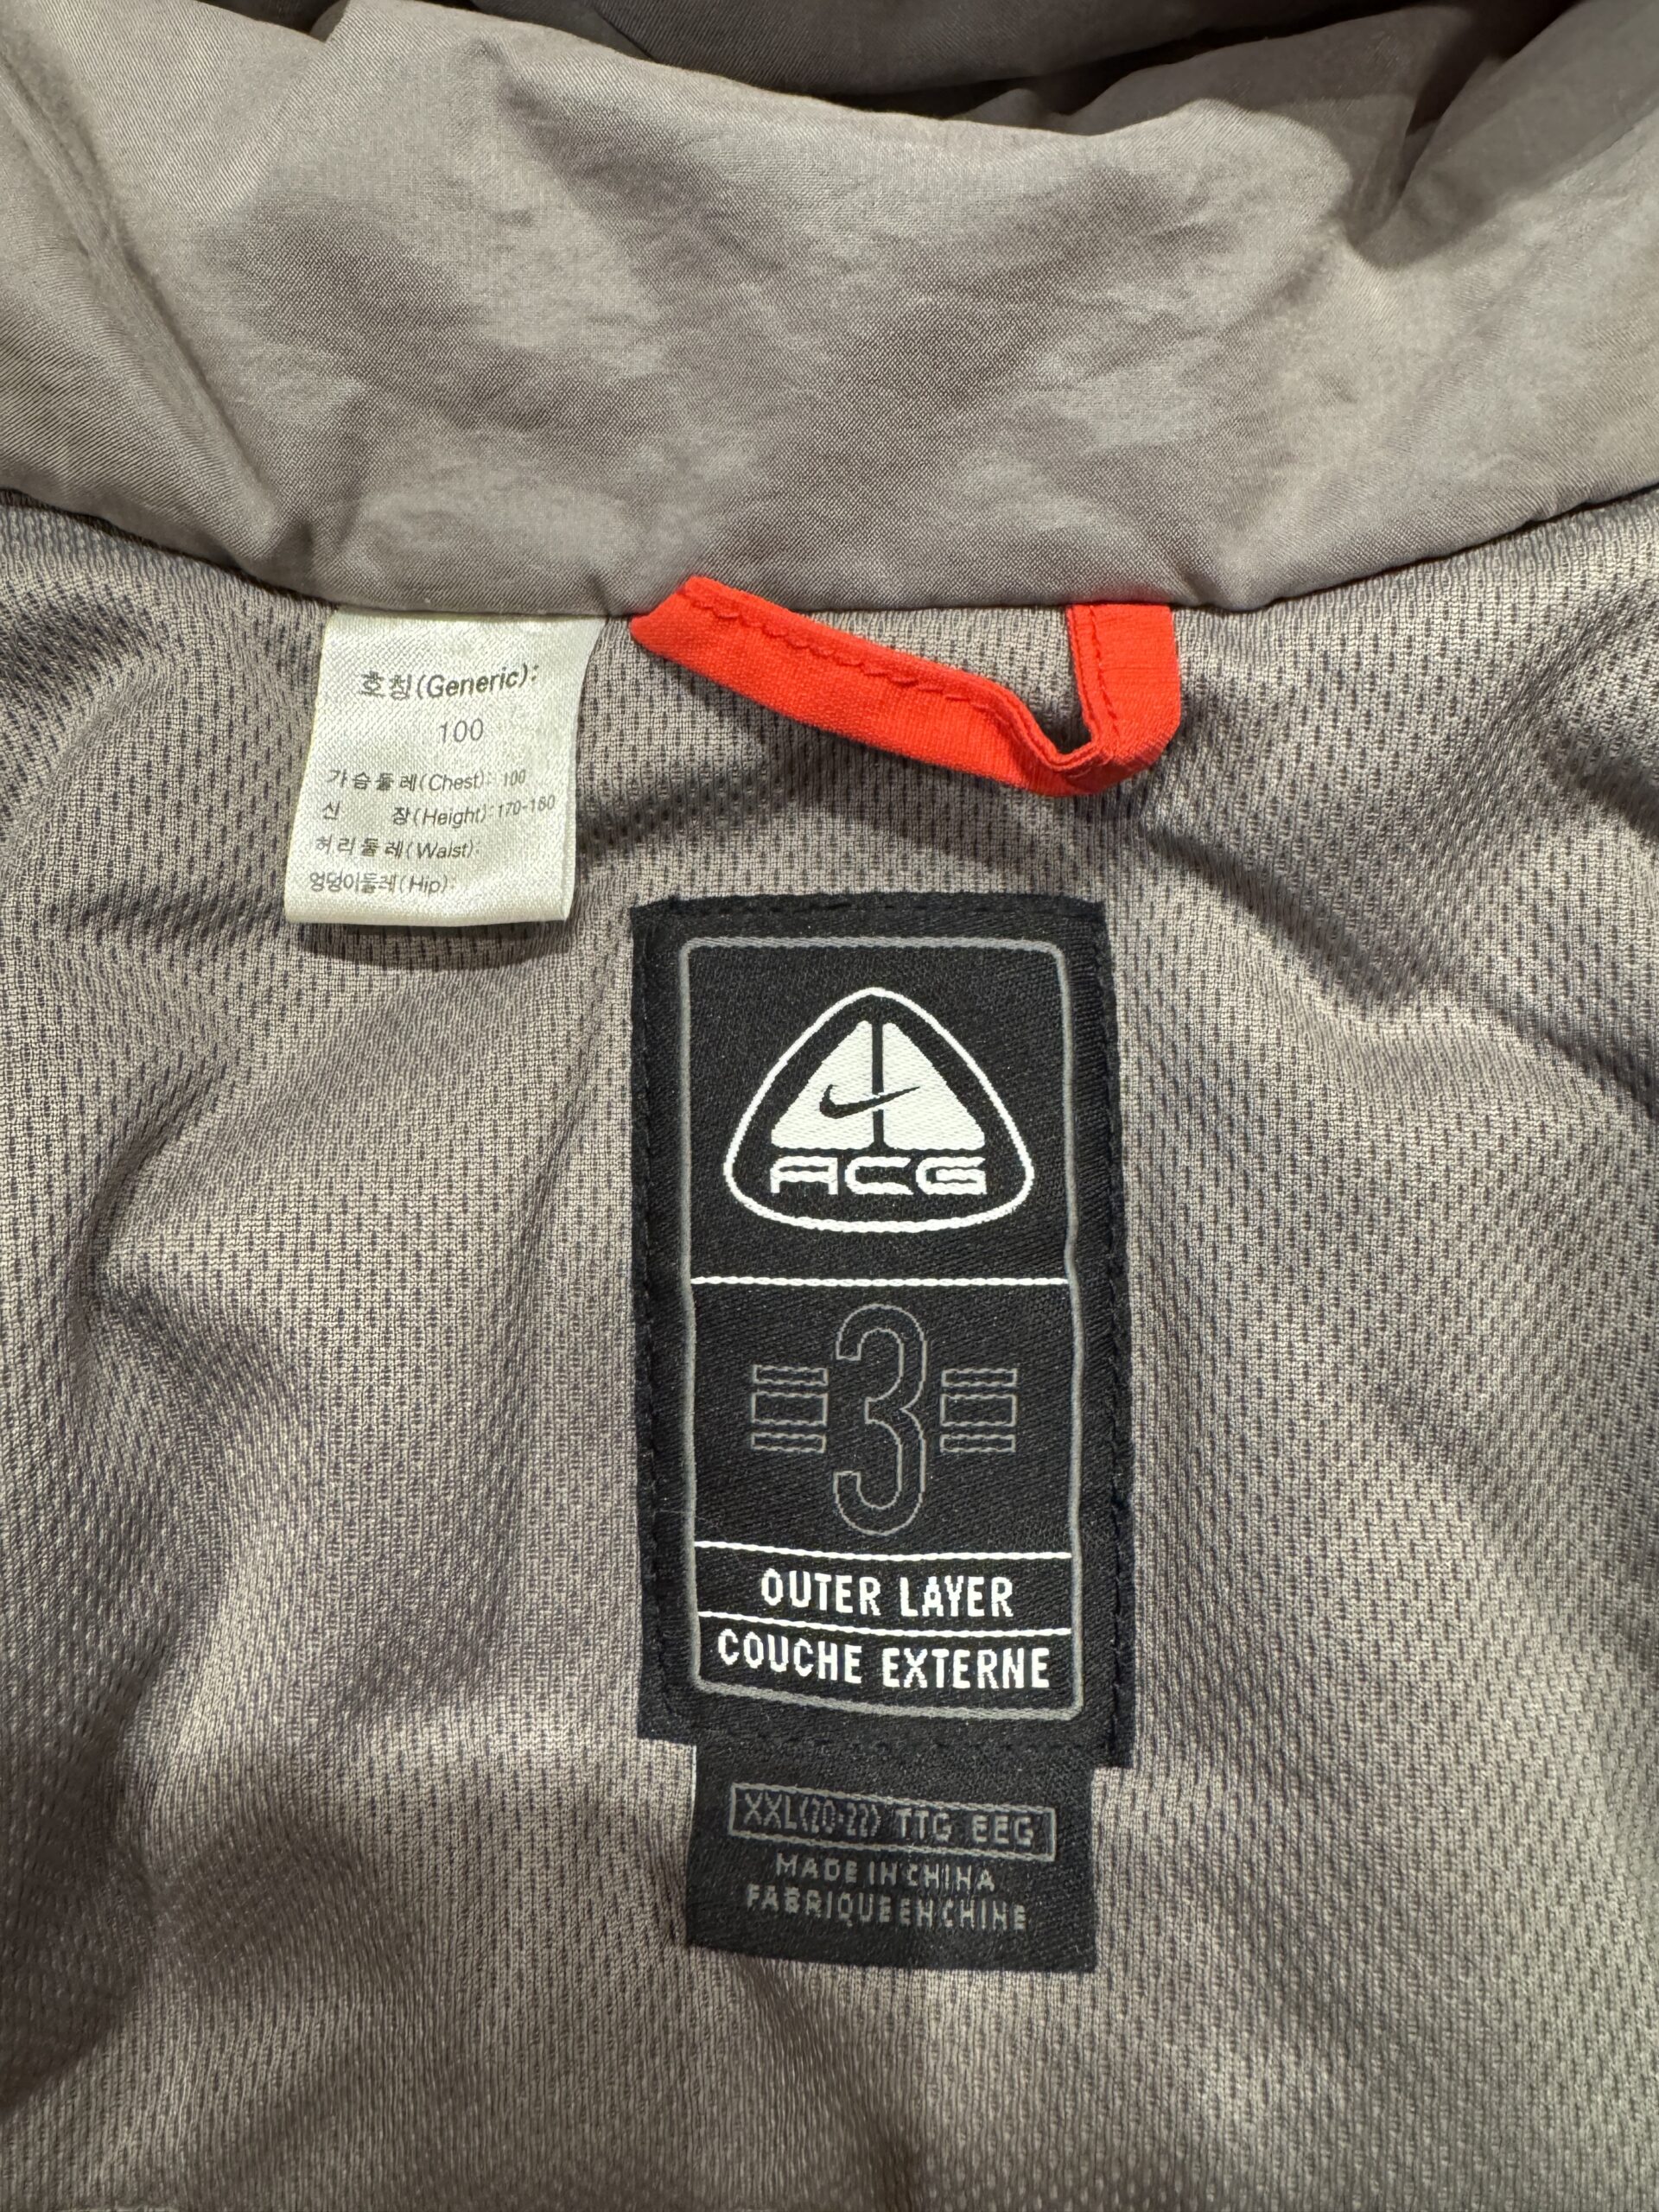 호칭(Generic):
100
가슴둘레(Chest): 100
신 장(Height): 170-180
허리둘레(Waist):
엉덩이둘레(Hip):
ACG
3
OUTER LAYER
COUCHE EXTERNE
XXL(20-22) TTG EEG
MADE IN CHINA
FABRIQUE EN CHINE